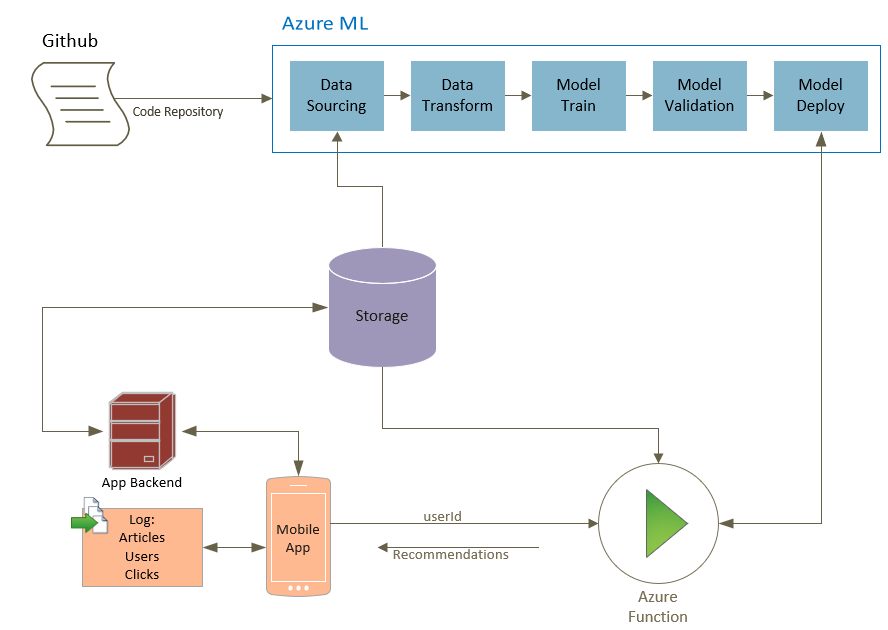 Azure ML
Github
Code Repository
Data
Sourcing
Data
Transform
Model
Train
Model
Validation
Model
Deploy
Storage
App Backend
Log:
Articles
Users
Clicks
Mobile
App
userId
Recommendations
Azure
Function